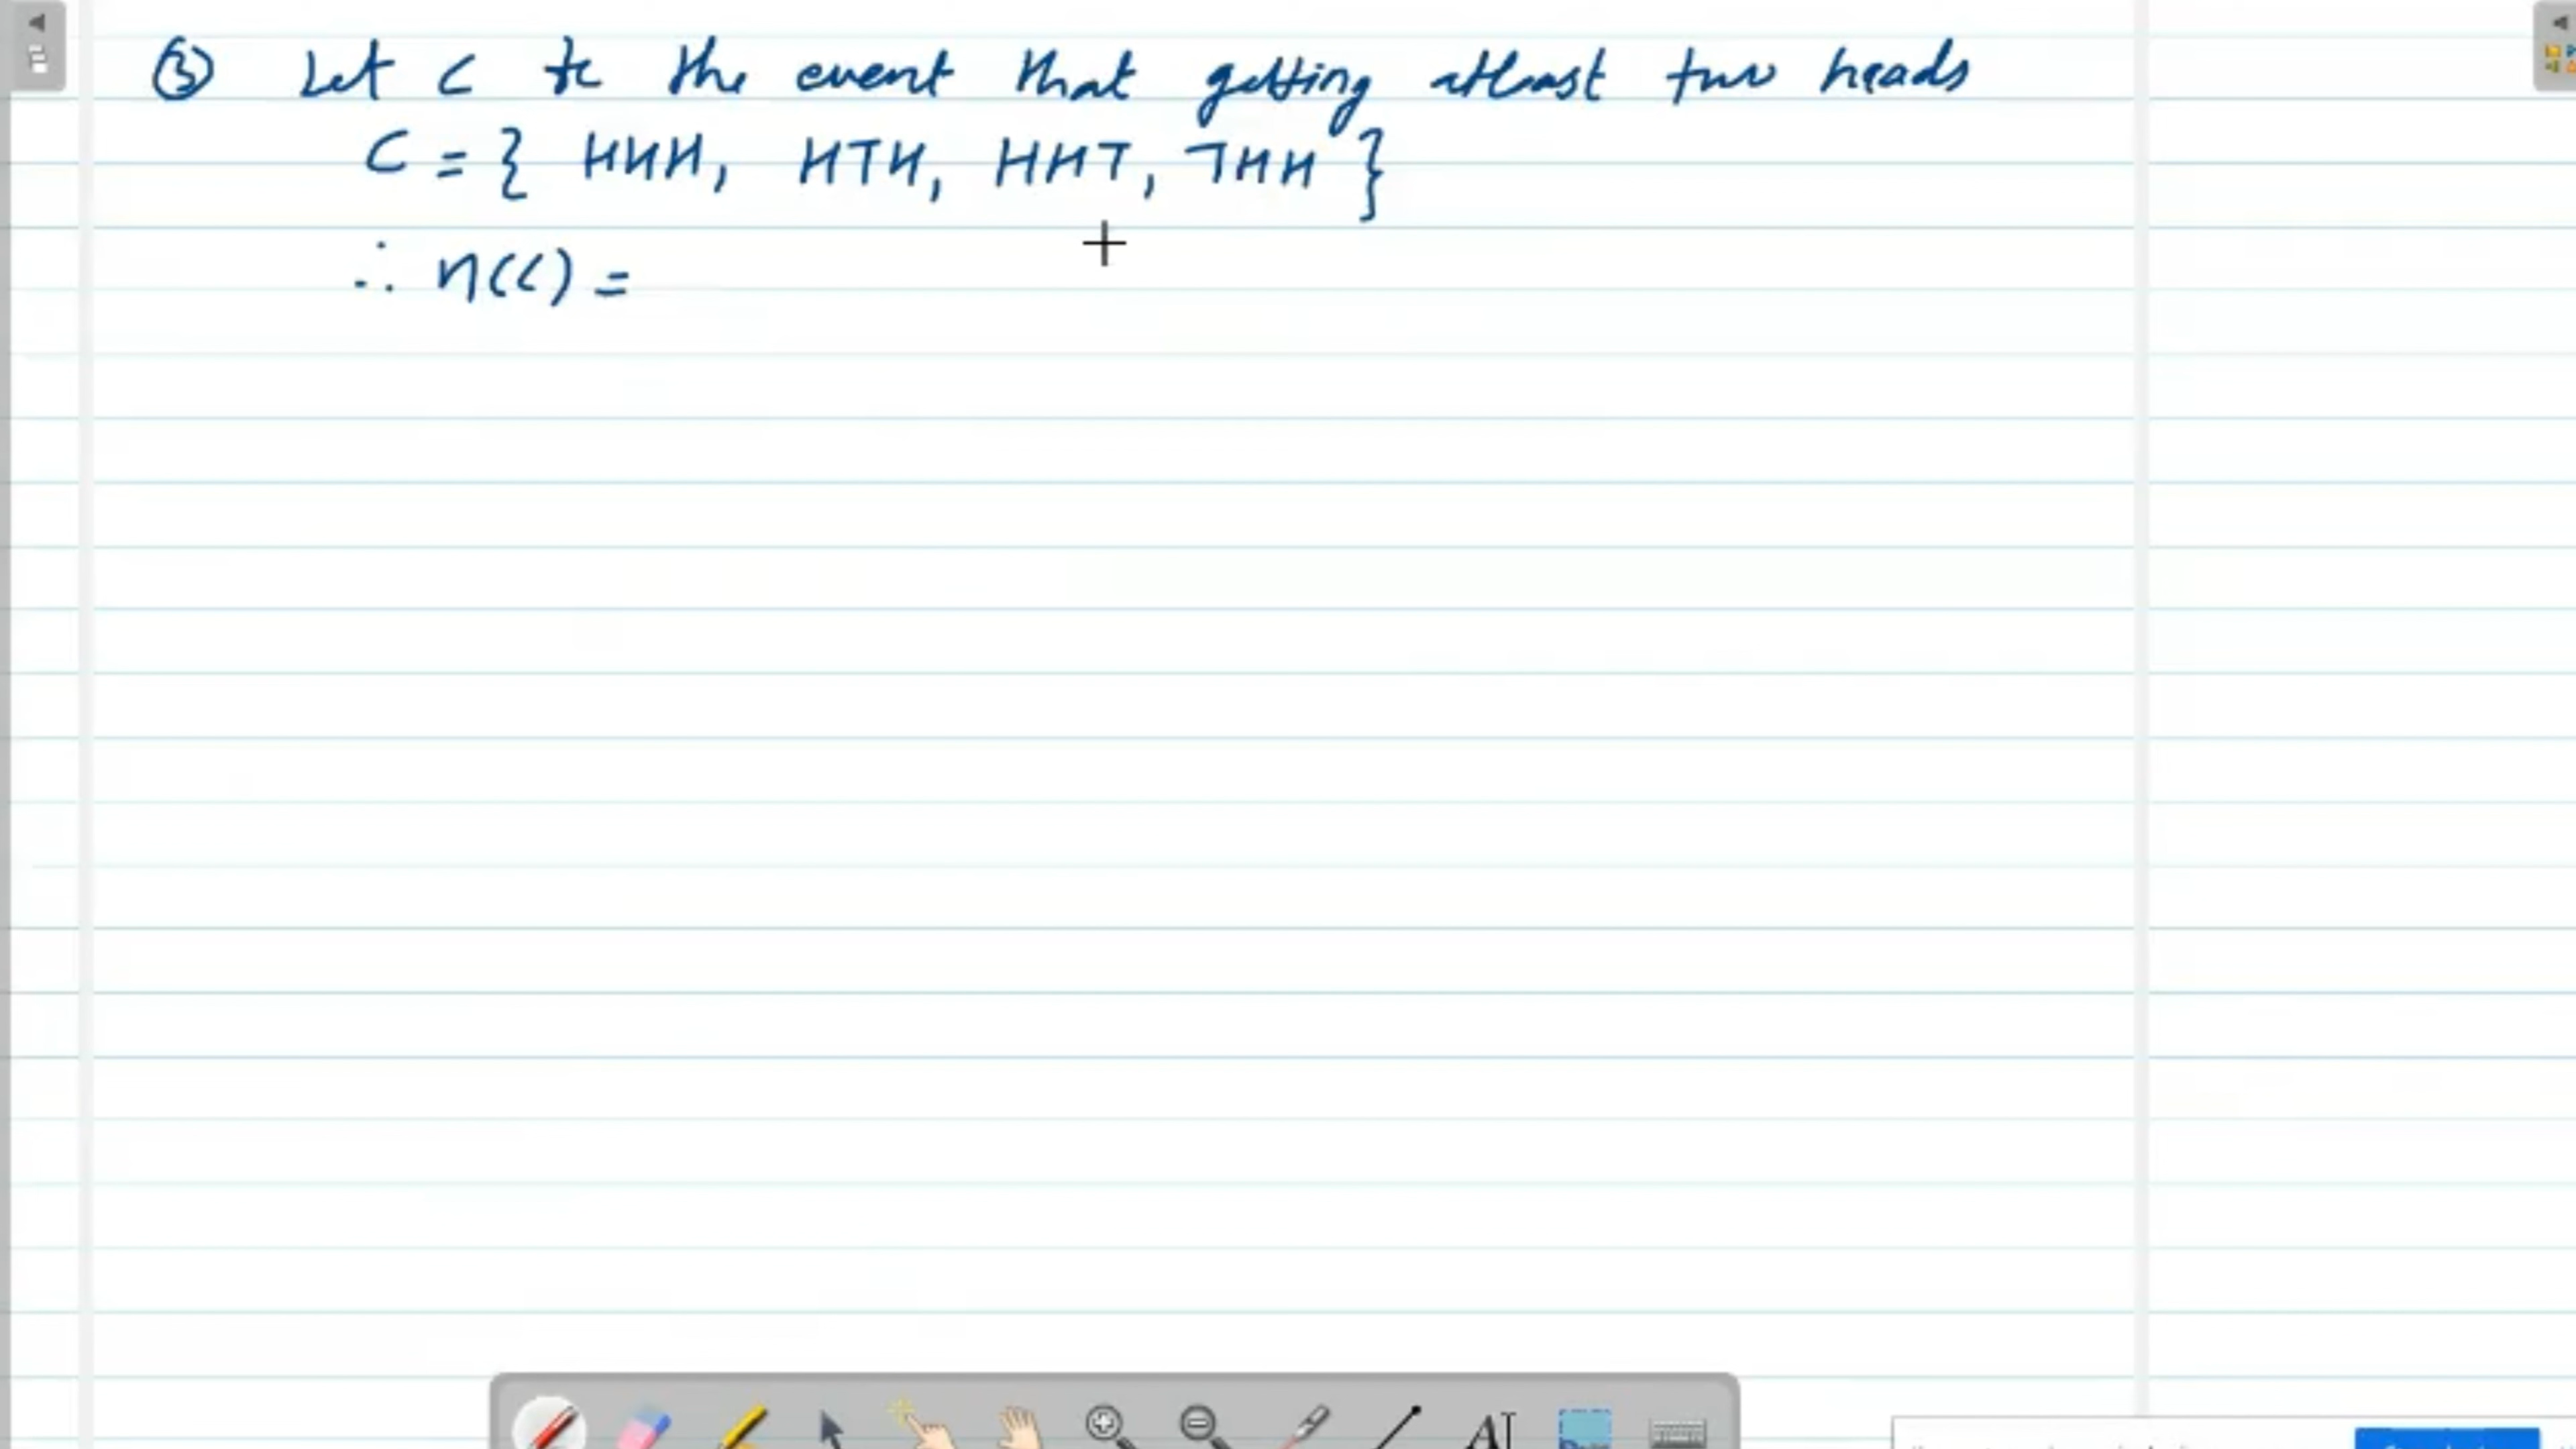 ③ Let C be the event that getting atleast two heads
C = { HHH, HTH, HHT, THH }
∴ n(C) =